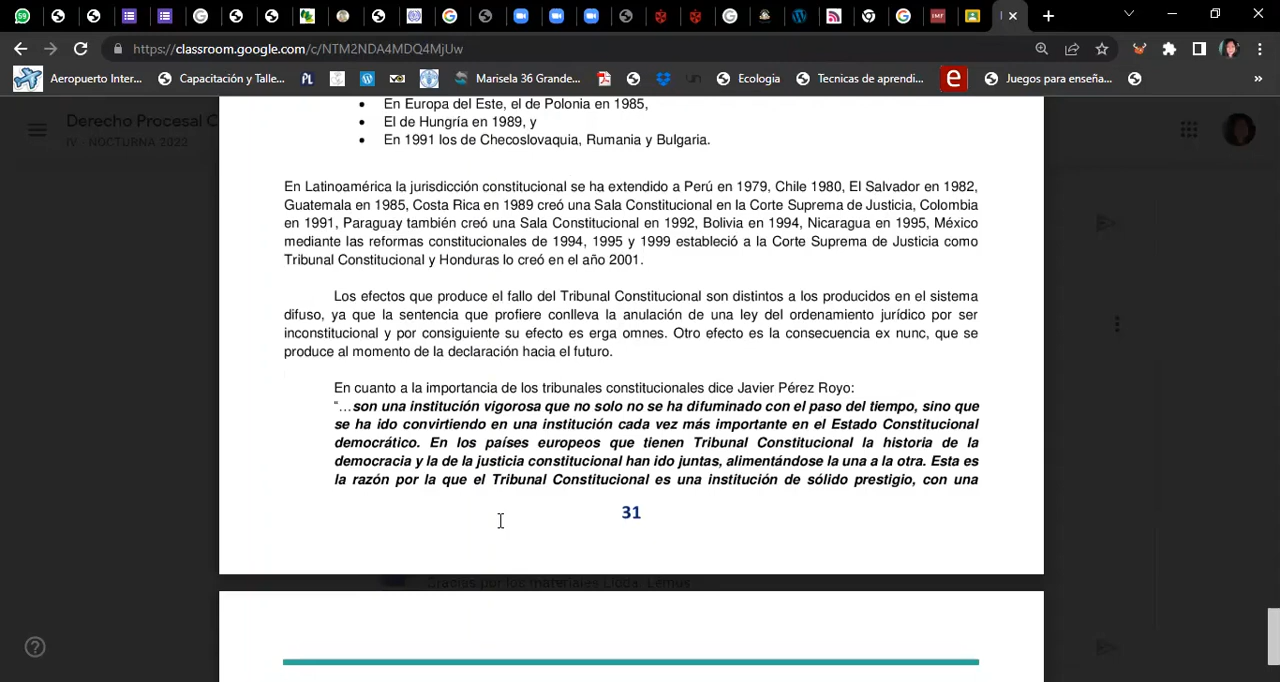 59
https://classroom.google.com/c/NTM2NDA4MDQ4MjUw
Aeropuerto Inter...
Capacitación y Talle...
Marisela 36 Grande...
Ecologia
Tecnicas de aprendi...
Juegos para enseña...
»
Derecho Procesal C
IV - NOCTURNA 2022
• En Europa del Este, el de Polonia en 1985,
• El de Hungría en 1989, y
• En 1991 los de Checoslovaquia, Rumania y Bulgaria.
En Latinoamérica la jurisdicción constitucional se ha extendido a Perú en 1979, Chile 1980, El Salvador en 1982,
Guatemala en 1985, Costa Rica en 1989 creó una Sala Constitucional en la Corte Suprema de Justicia, Colombia
en 1991, Paraguay también creó una Sala Constitucional en 1992, Bolivia en 1994, Nicaragua en 1995, México
mediante las reformas constitucionales de 1994, 1995 y 1999 estableció a la Corte Suprema de Justicia como
Tribunal Constitucional y Honduras lo creó en el año 2001.
Los efectos que produce el fallo del Tribunal Constitucional son distintos a los producidos en el sistema
difuso, ya que la sentencia que profiere conlleva la anulación de una ley del ordenamiento jurídico por ser
inconstitucional y por consiguiente su efecto es erga omnes. Otro efecto es la consecuencia ex nunc, que se
produce al momento de la declaración hacia el futuro.
En cuanto a la importancia de los tribunales constitucionales dice Javier Pérez Royo:
“…son una institución vigorosa que no solo no se ha difuminado con el paso del tiempo, sino que
se ha ido convirtiendo en una institución cada vez más importante en el Estado Constitucional
democrático. En los países europeos que tienen Tribunal Constitucional la historia de la
democracia y la de la justicia constitucional han ido juntas, alimentándose la una a la otra. Esta es
la razón por la que el Tribunal Constitucional es una institución de sólido prestigio, con una
31
Gracias por los materiales Licda. Lemus